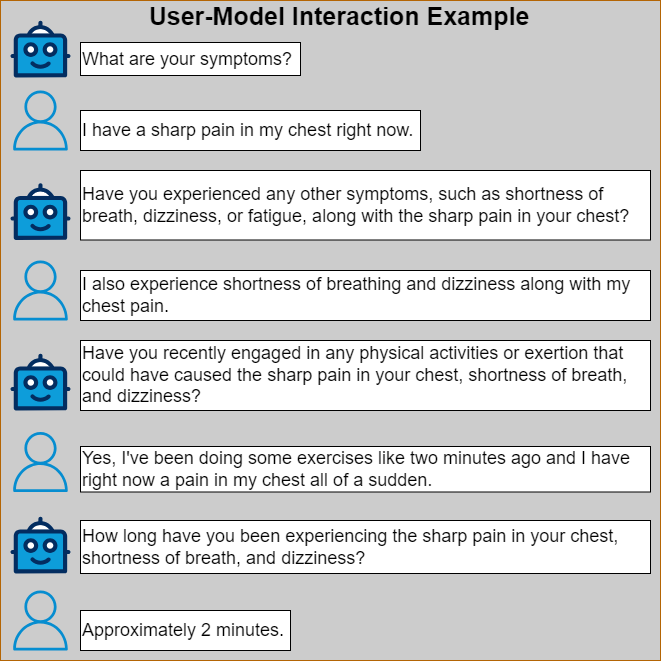 User-Model Interaction Example
What are your symptoms?
I have a sharp pain in my chest right now.
Have you experienced any other symptoms, such as shortness of
breath, dizziness, or fatigue, along with the sharp pain in your chest?
I also experience shortness of breathing and dizziness along with my
chest pain.
Have you recently engaged in any physical activities or exertion that
could have caused the sharp pain in your chest, shortness of breath,
and dizziness?
Yes, I've been doing some exercises like two minutes ago and I have
right now a pain in my chest all of a sudden.
How long have you been experiencing the sharp pain in your chest,
shortness of breath, and dizziness?
Approximately 2 minutes.